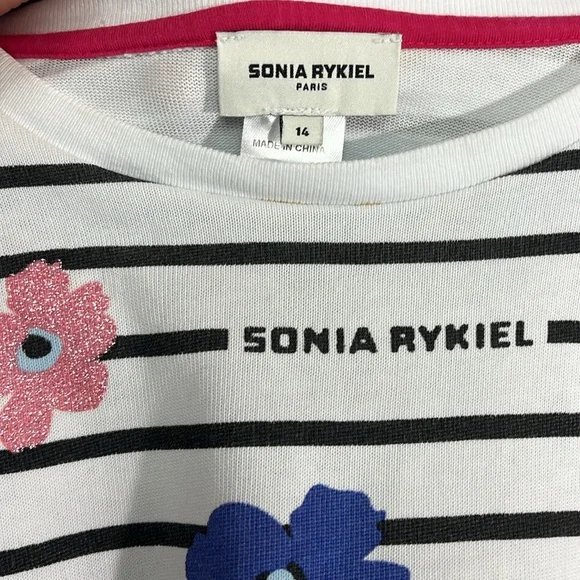 SONIA RYKIEL
PARIS
14
MADE IN CHINA
SONIA RYKIEL